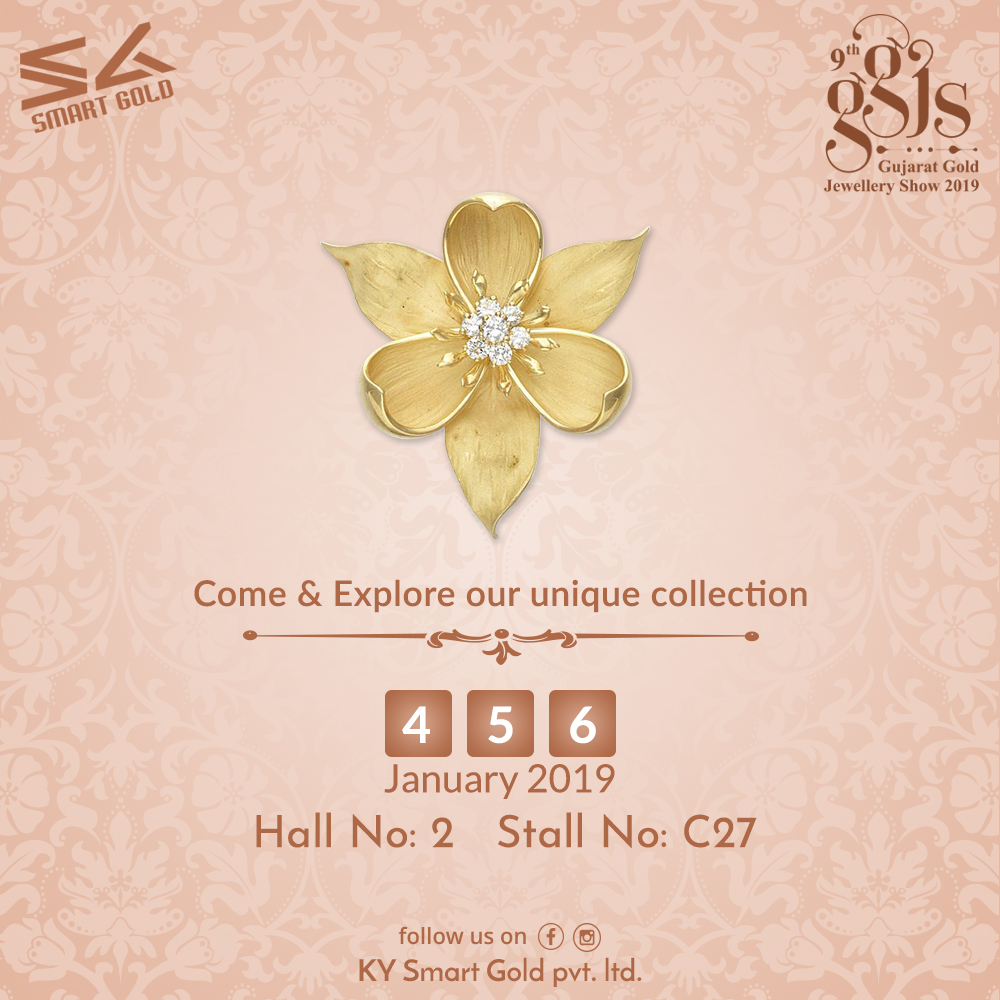 SMART GOLD
9th
gsjs
Gujarat Gold
Jewellery Show 2019
Come & Explore our unique collection
4 5 6
January 2019
Hall No: 2 Stall No: C27
follow us on
KY Smart Gold pvt. ltd.